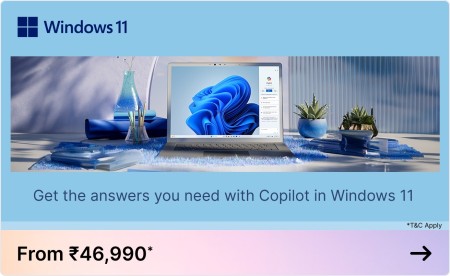 Windows 11
Get the answers you need with Copilot in Windows 11
*T&C Apply
From ₹46,990*